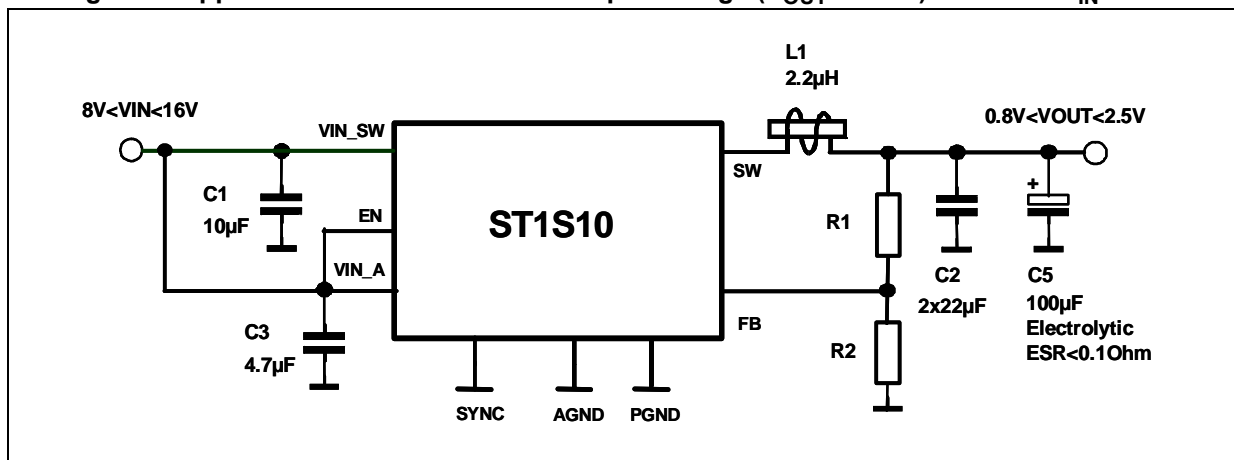 L1
2.2µH
8V<VIN<16V
0.8V<VOUT<2.5V
VIN_SW
SW
C1
10µF
EN
ST1S10
R1
+
VIN_A
C2
2x22µF
C5
100µF
Electrolytic
ESR<0.1Ohm
FB
C3
4.7µF
R2
SYNC
AGND
PGND